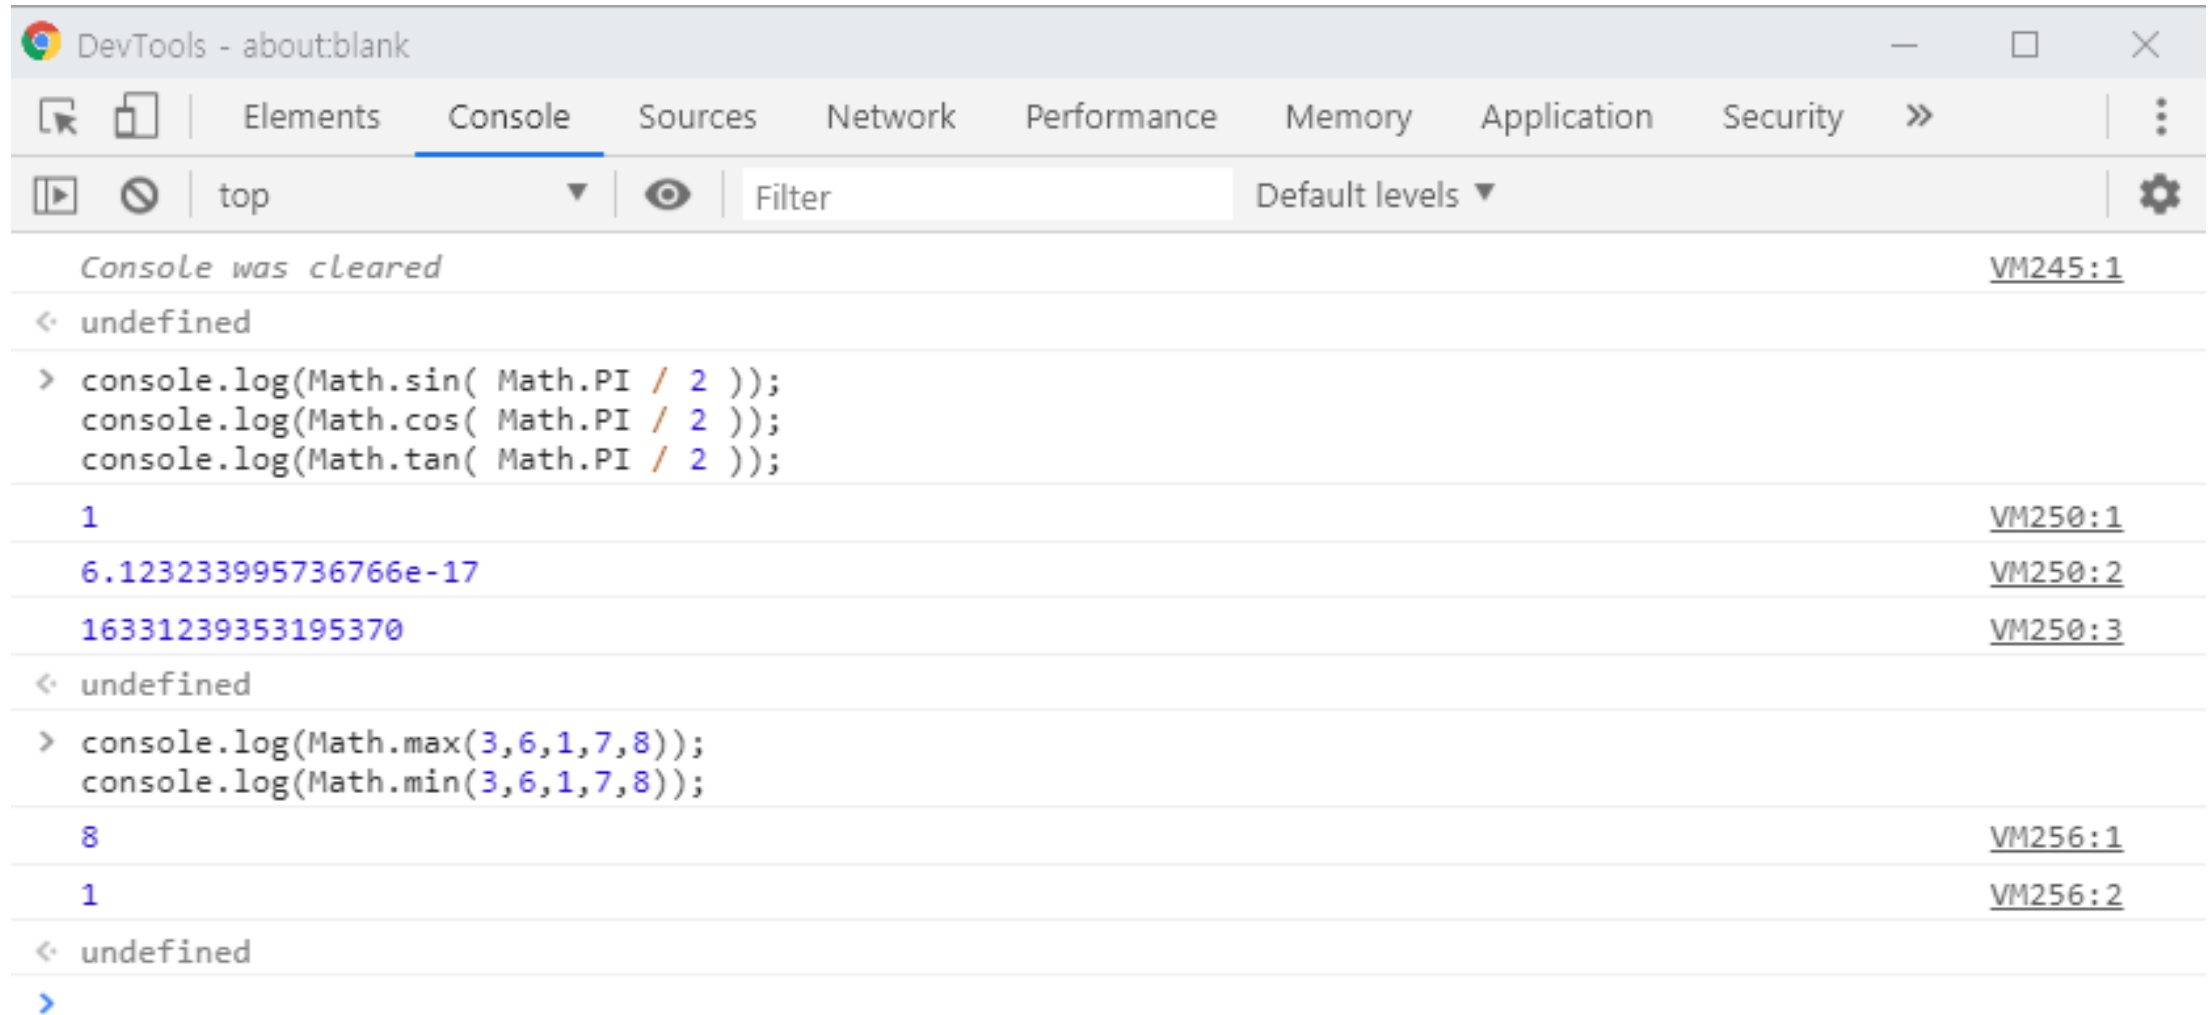 DevTools - about:blank
Elements Console Sources Network Performance Memory Application Security »
top Filter Default levels
Console was cleared VM245:1
undefined
console.log(Math.sin( Math.PI / 2 ));
console.log(Math.cos( Math.PI / 2 ));
console.log(Math.tan( Math.PI / 2 ));
1 VM250:1
6.123233995736766e-17 VM250:2
16331239353195370 VM250:3
undefined
console.log(Math.max(3,6,1,7,8));
console.log(Math.min(3,6,1,7,8));
8 VM256:1
1 VM256:2
undefined